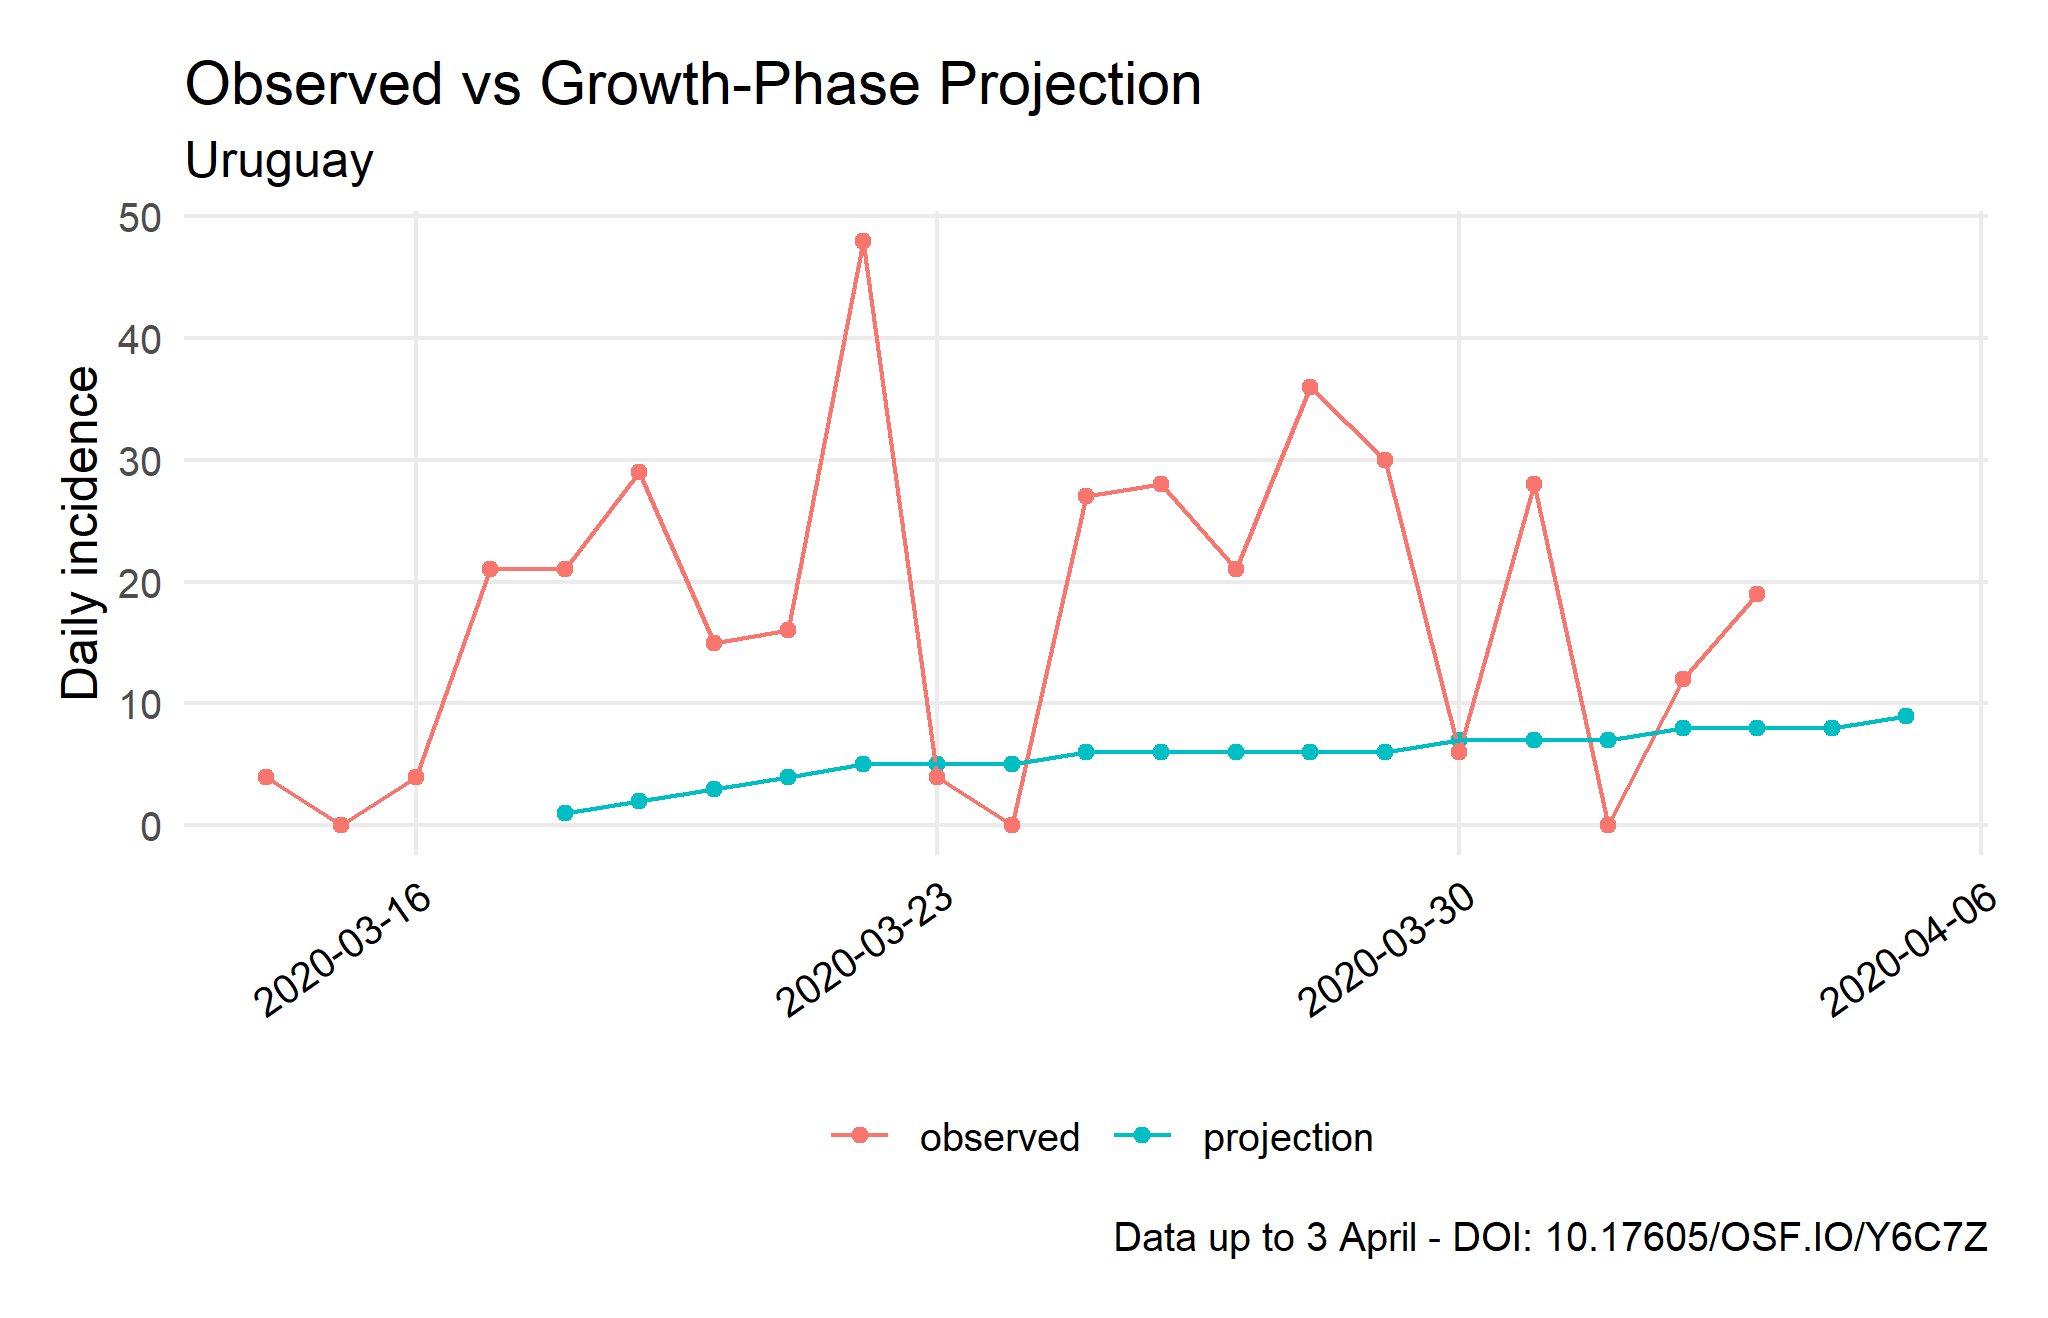 Observed vs Growth-Phase Projection
Uruguay
Daily incidence
50
40
30
20
10
0
2020-03-16
2020-03-23
2020-03-30
2020-04-06
observed
projection
Data up to 3 April - DOI: 10.17605/OSF.IO/Y6C7Z